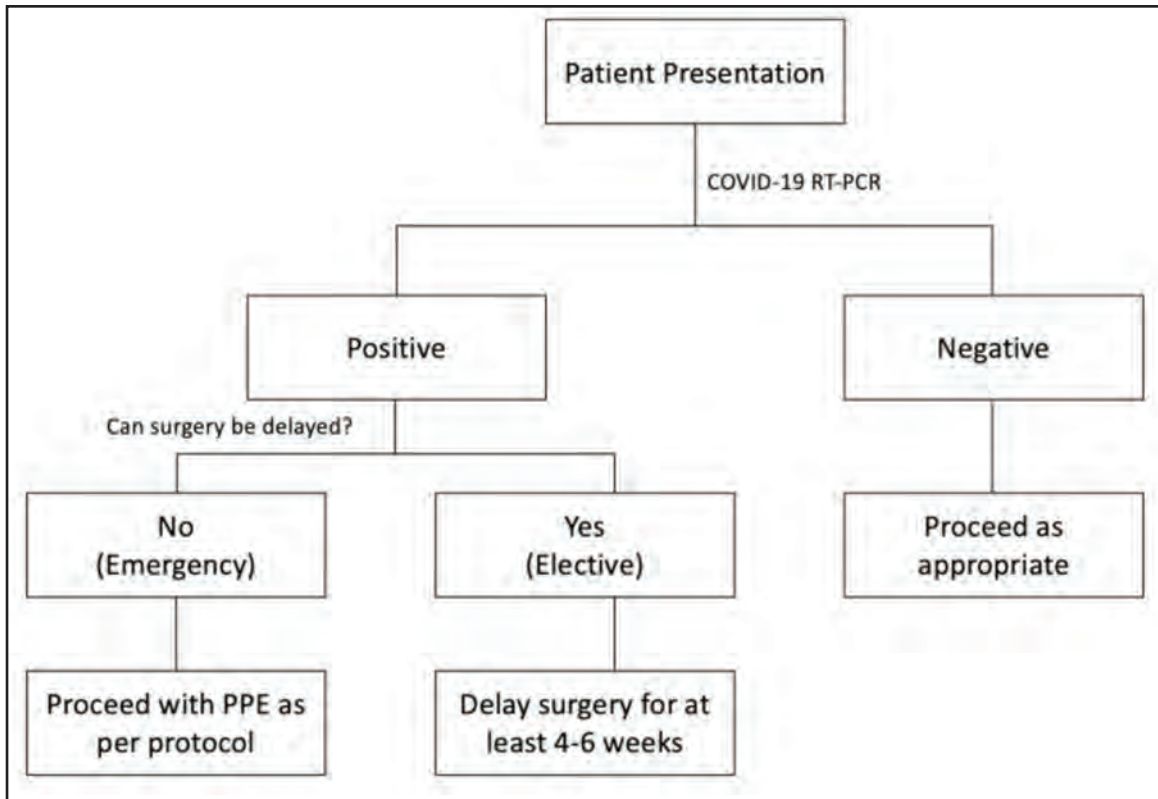 Patient Presentation
COVID-19 RT-PCR
Positive
Negative
Can surgery be delayed?
No
(Emergency)
Yes
(Elective)
Proceed as
appropriate
Proceed with PPE as
per protocol
Delay surgery for at
least 4-6 weeks